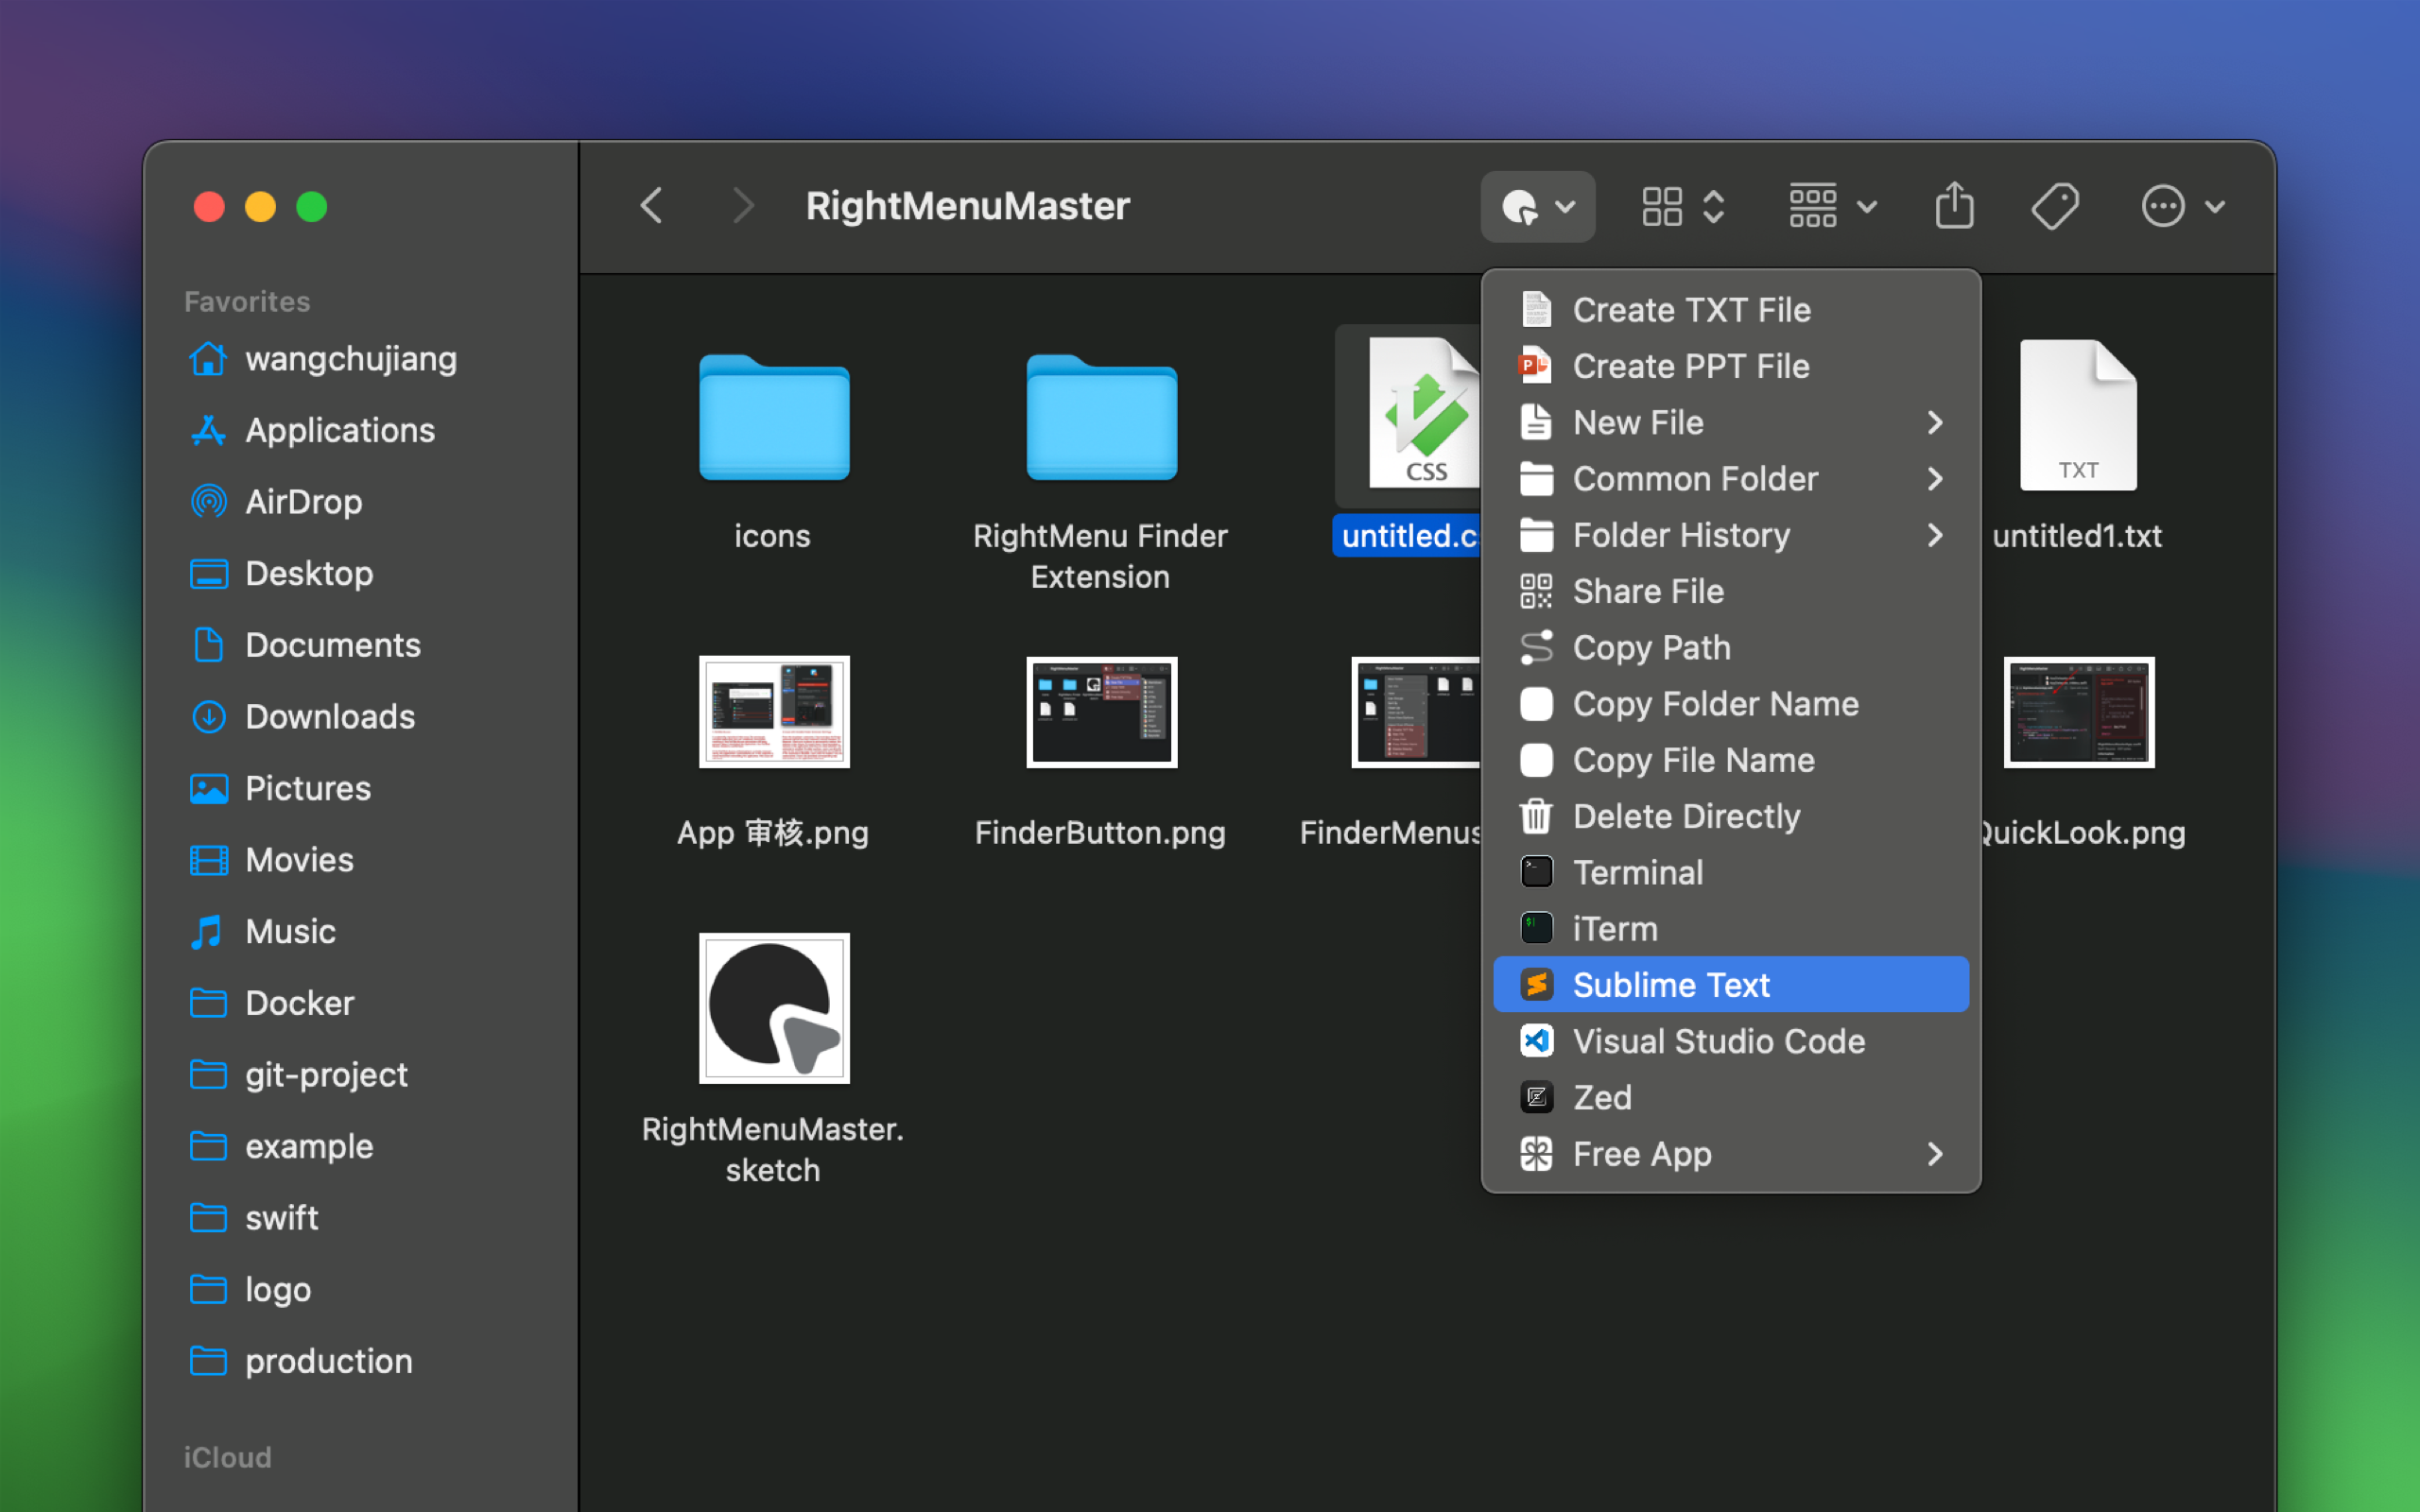 RightMenuMaster
Favorites
wangchujiang
Applications
AirDrop
Desktop
Documents
Downloads
Pictures
Movies
Music
Docker
git-project
example
swift
logo
production
iCloud
icons
RightMenu Finder
Extension
CSS
untitled.c
TXT
untitled1.txt
App 审核.png
FinderButton.png
FinderMenus
QuickLook.png
RightMenuMaster.
sketch
Create TXT File
Create PPT File
New File
Common Folder
Folder History
Share File
Copy Path
Copy Folder Name
Copy File Name
Delete Directly
Terminal
iTerm
Sublime Text
Visual Studio Code
Zed
Free App